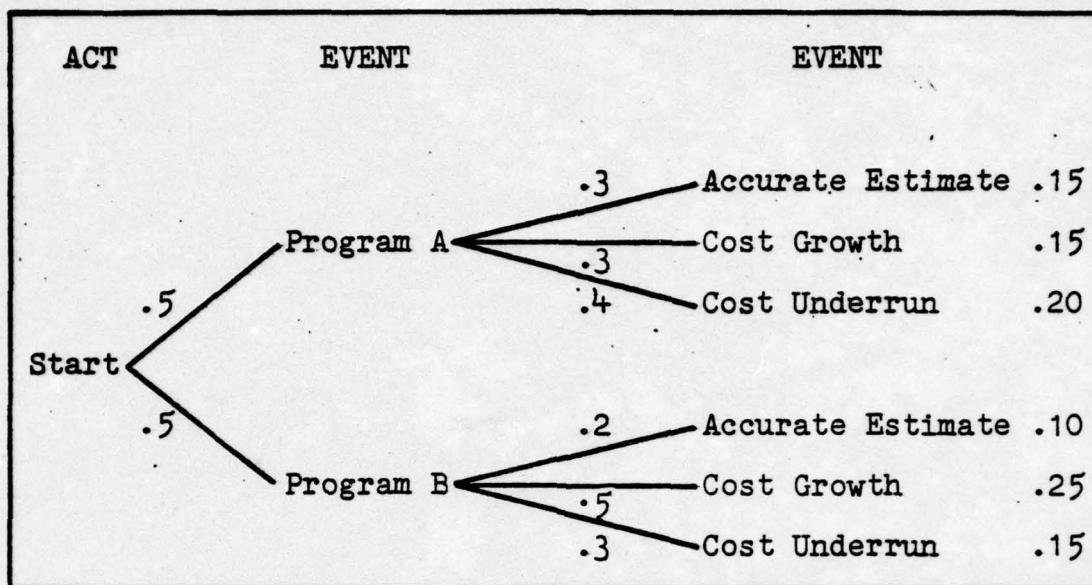 ACT EVENT EVENT
.3 Accurate Estimate .15
Program A Cost Growth .15
.3
.5 .4 Cost Underrun .20
Start
.5 .2 Accurate Estimate .10
Program B Cost Growth .25
.5
.3 Cost Underrun .15